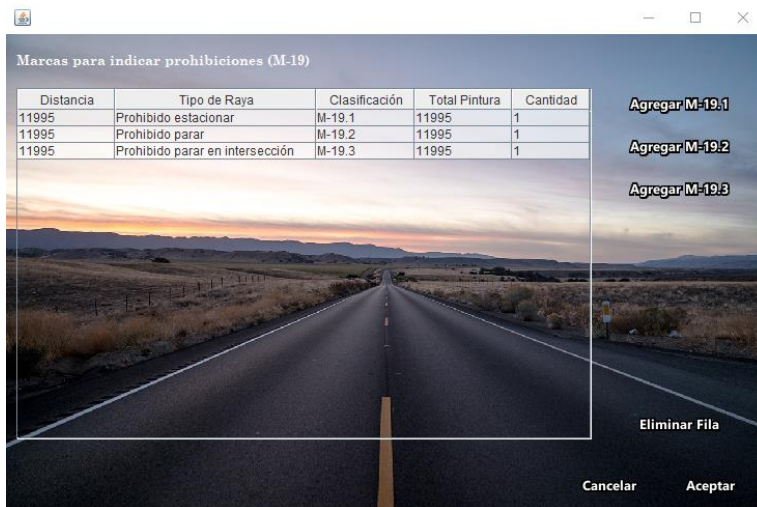 Marcas para indicar prohibiciones (M-19)
Distancia Tipo de Raya Clasificación Total Pintura Cantidad
11995 Prohibido estacionar M-19.1 11995 1
11995 Prohibido parar M-19.2 11995 1
11995 Prohibido parar en intersección M-19.3 11995 1
Agregar M-19.1
Agregar M-19.2
Agregar M-19.3
Eliminar Fila
Cancelar Aceptar